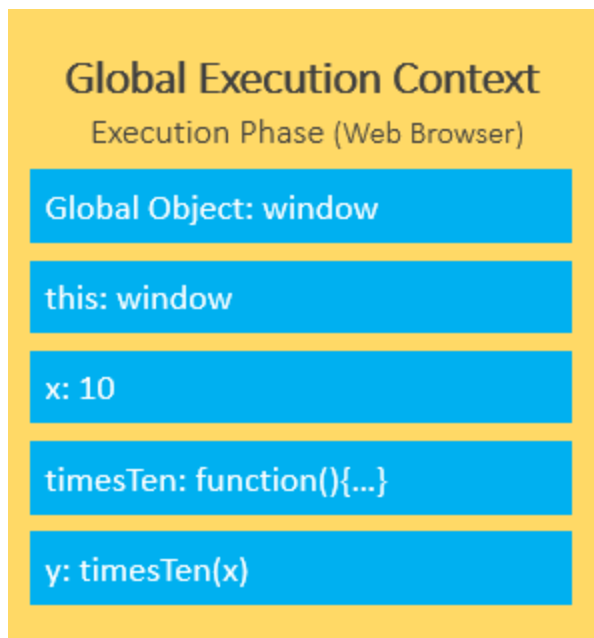 Global Execution Context
Execution Phase (Web Browser)
Global Object: window
this: window
x: 10
timesTen: function(){...}
y: timesTen(x)